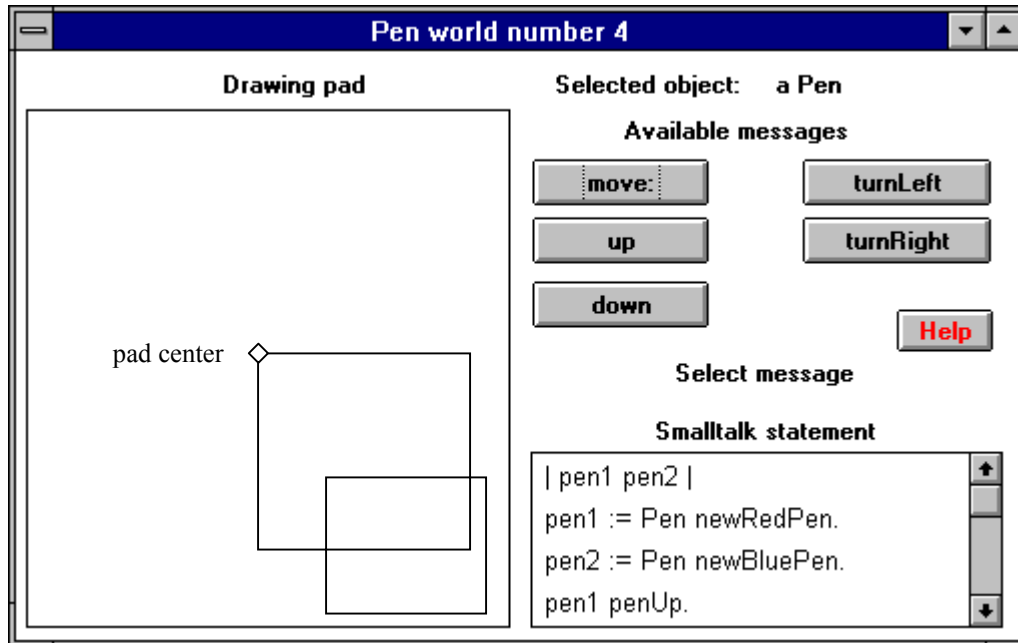 Pen world number 4
Drawing pad
Selected object: a Pen
Available messages
move: turnLeft
up turnRight
down
Help
pad center
Select message
Smalltalk statement
| pen1 pen2 |
pen1 := Pen newRedPen.
pen2 := Pen newBluePen.
pen1 penUp.